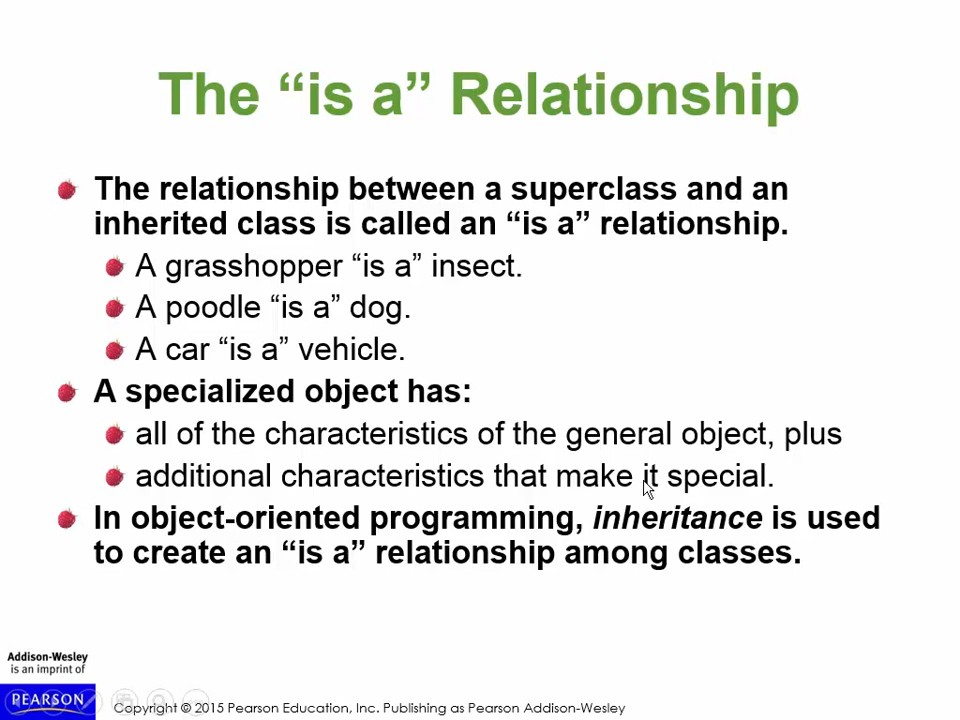 The “is a” Relationship
The relationship between a superclass and an
inherited class is called an “is a” relationship.
A grasshopper “is a” insect.
A poodle “is a” dog.
A car “is a” vehicle.
A specialized object has:
all of the characteristics of the general object, plus
additional characteristics that make it special.
In object-oriented programming, inheritance is used
to create an “is a” relationship among classes.
Addison-Wesley
is an imprint of
PEARSON
Copyright © 2015 Pearson Education, Inc. Publishing as Pearson Addison-Wesley